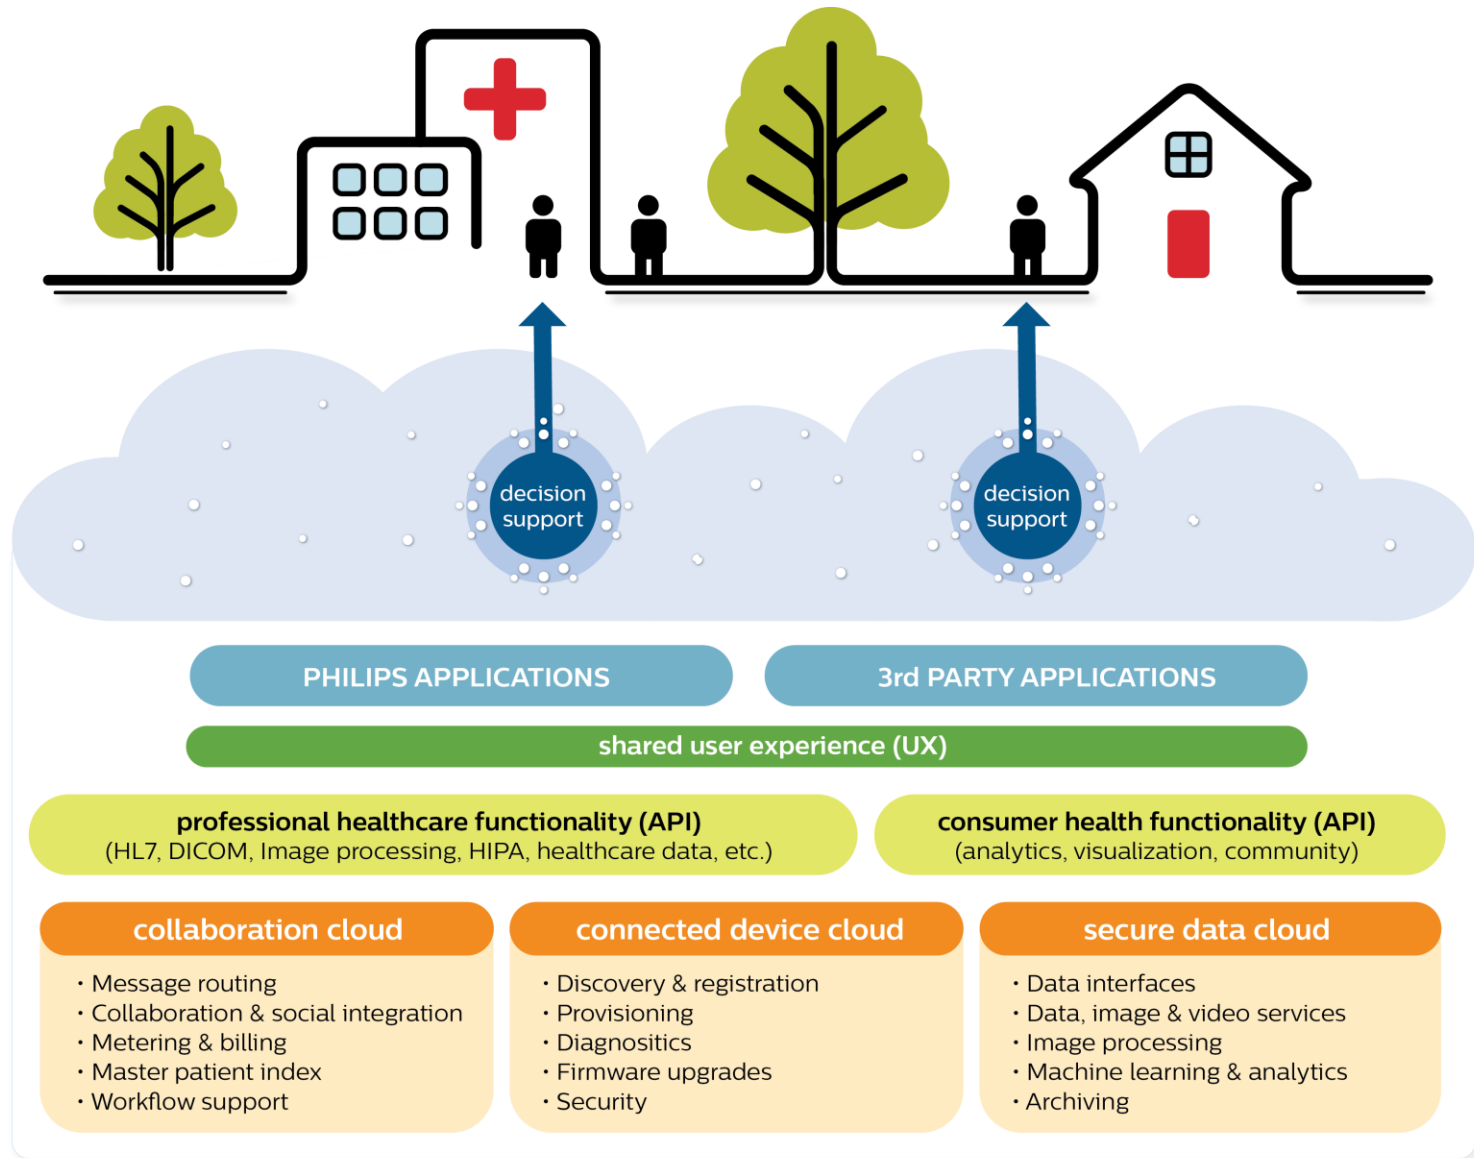 decision
support
decision
support
PHILIPS APPLICATIONS
3rd PARTY APPLICATIONS
shared user experience (UX)
professional healthcare functionality (API)
(HL7, DICOM, Image processing, HIPA, healthcare data, etc.)
consumer health functionality (API)
(analytics, visualization, community)
collaboration cloud
• Message routing
• Collaboration & social integration
• Metering & billing
• Master patient index
• Workflow support
connected device cloud
• Discovery & registration
• Provisioning
• Diagnositics
• Firmware upgrades
• Security
secure data cloud
• Data interfaces
• Data, image & video services
• Image processing
• Machine learning & analytics
• Archiving